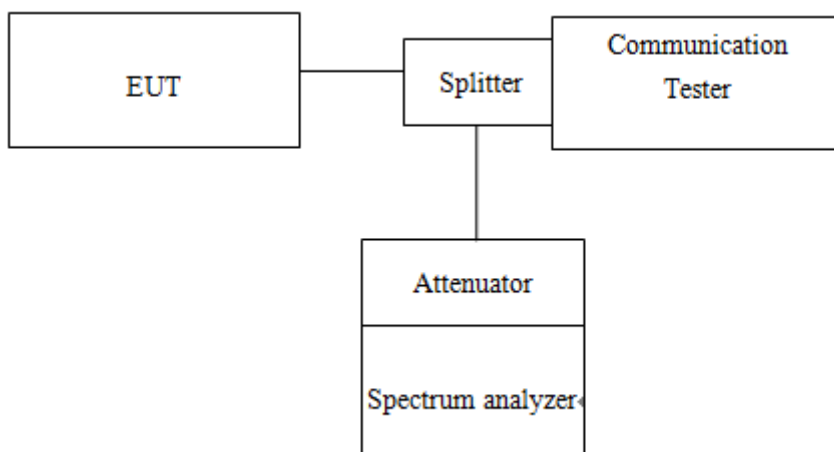 EUT
Splitter
Communication
Tester
Attenuator
Spectrum analyzer